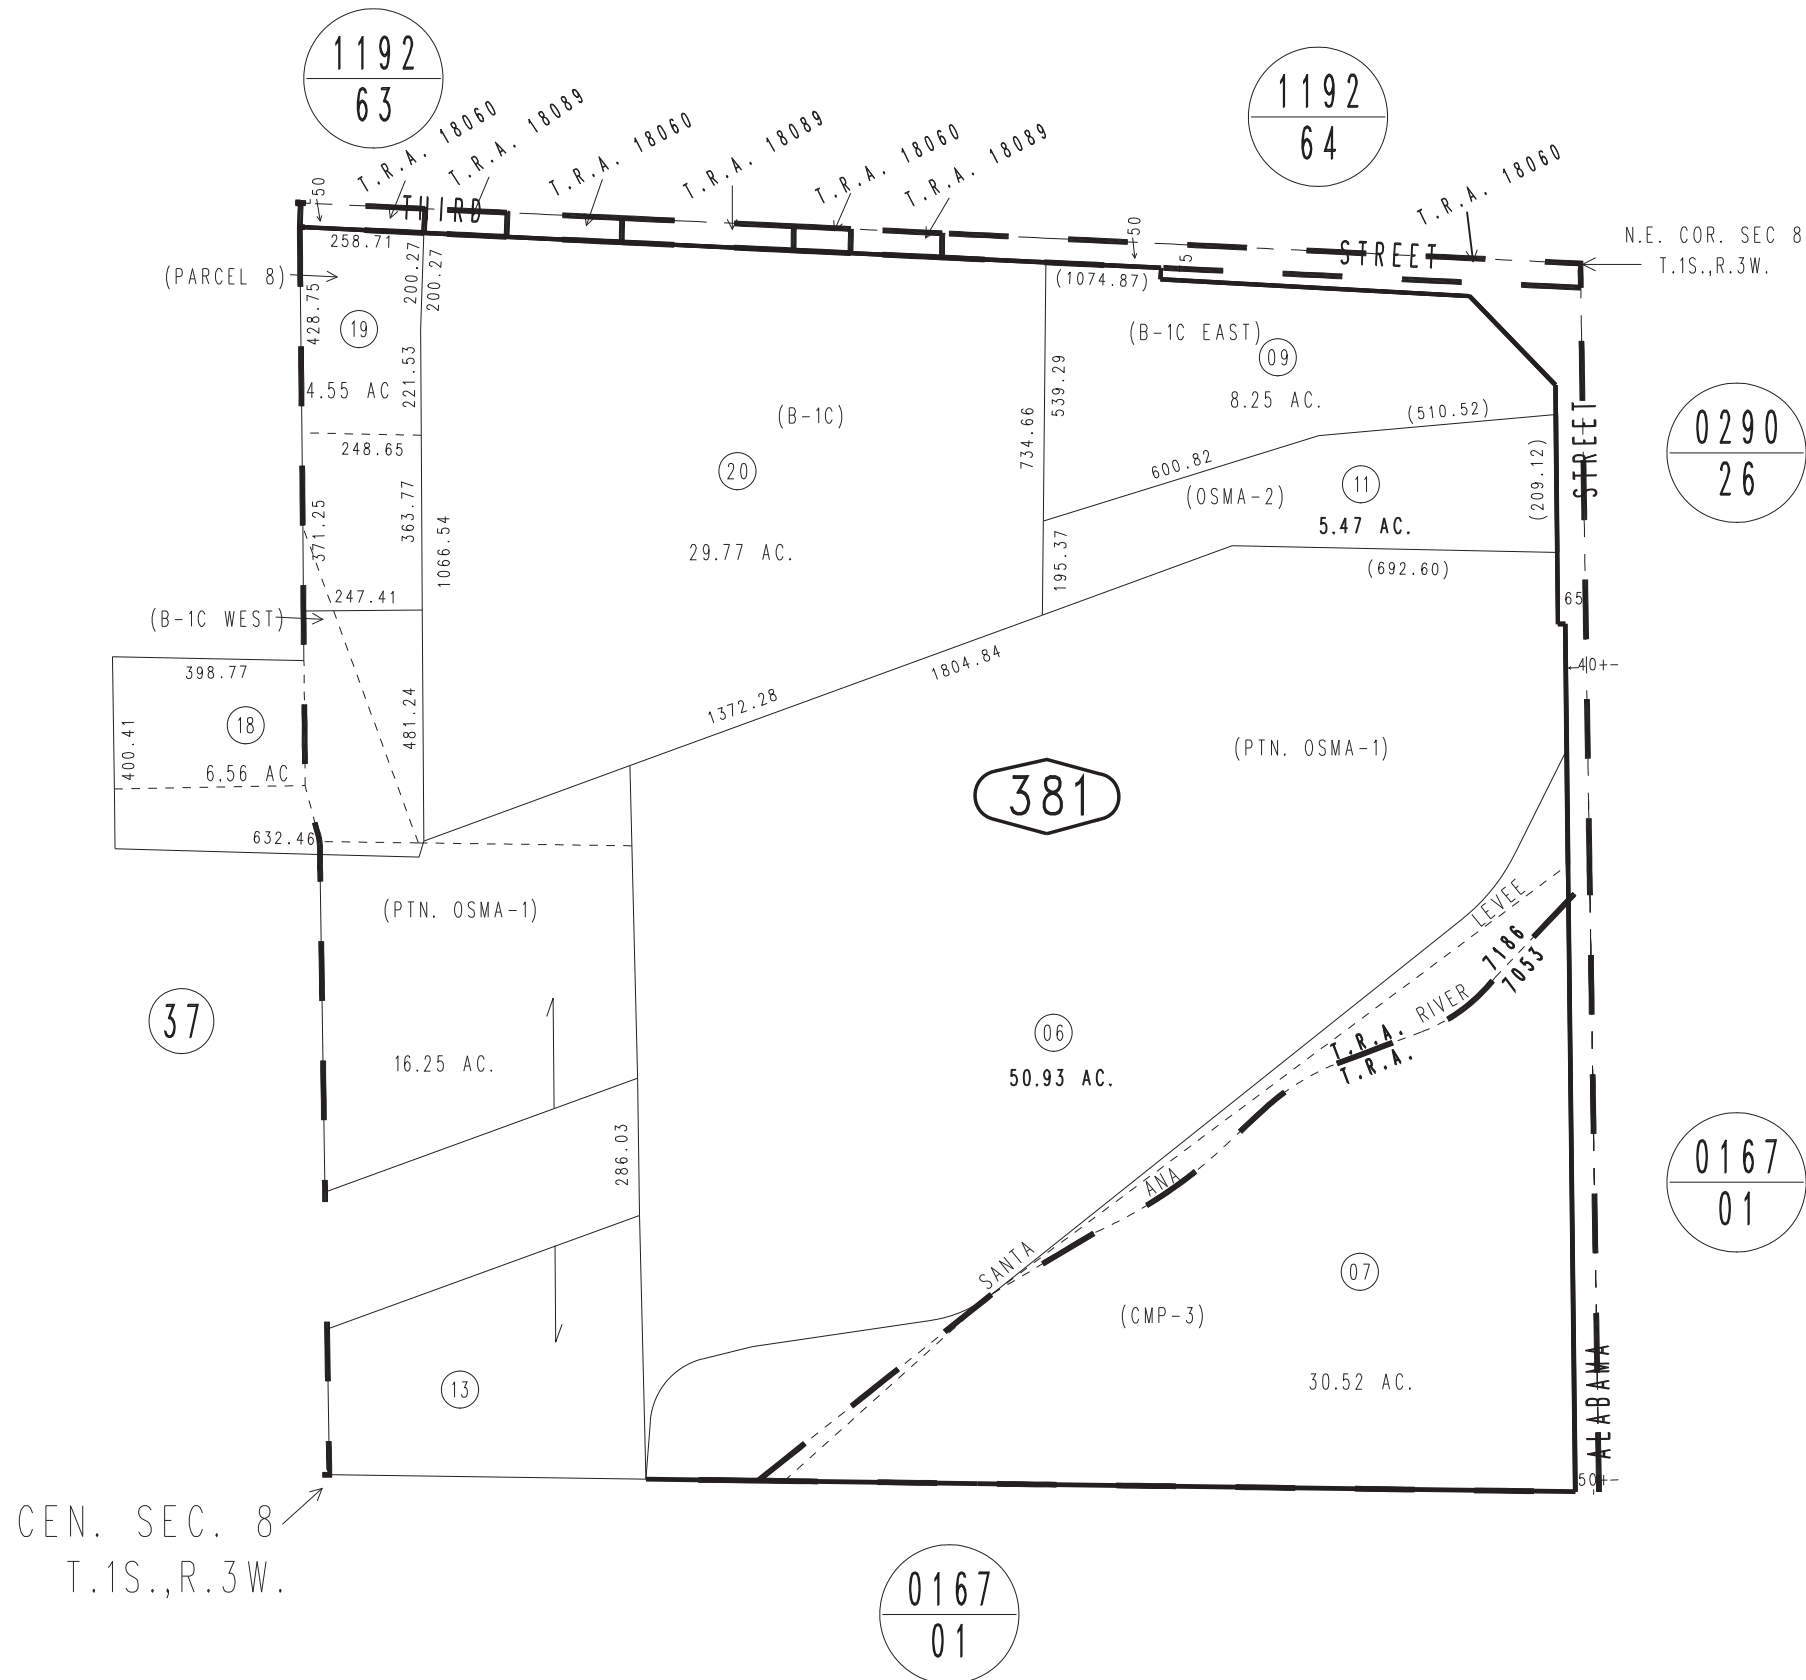 1192
63
1192
64
T.R.A. 18060
T.R.A. 18089
T.R.A. 18060
T.R.A. 18089
T.R.A. 18060
T.R.A. 18089
T.R.A. 18060
50
THIRD
50
5
STREET
N.E. COR. SEC 8
T.1S.,R.3W.
258.71
(PARCEL 8)
200.27
200.27
(1074.87)
428.75
19
4.55 AC
221.53
248.65
(B-1C)
20
29.77 AC.
(B-1C EAST)
09
8.25 AC.
539.29
734.66
(510.52)
600.82
(OSMA-2)
11
5.47 AC.
(209.12)
STREET
0290
26
371.25
363.77
1066.54
195.37
(692.60)
247.41
(B-1C WEST)
65
40+-
398.77
18
400.41
6.56 AC
481.24
632.46
1372.28
1804.84
(PTN. OSMA-1)
381
(PTN. OSMA-1)
37
16.25 AC.
06
50.93 AC.
LEVEE
7186
7053
RIVER
T.R.A.
T.R.A.
286.03
ANA
SANTA
0167
01
07
(CMP-3)
30.52 AC.
13
ALABAMA
50+-
CEN. SEC. 8
T.1S.,R.3W.
0167
01